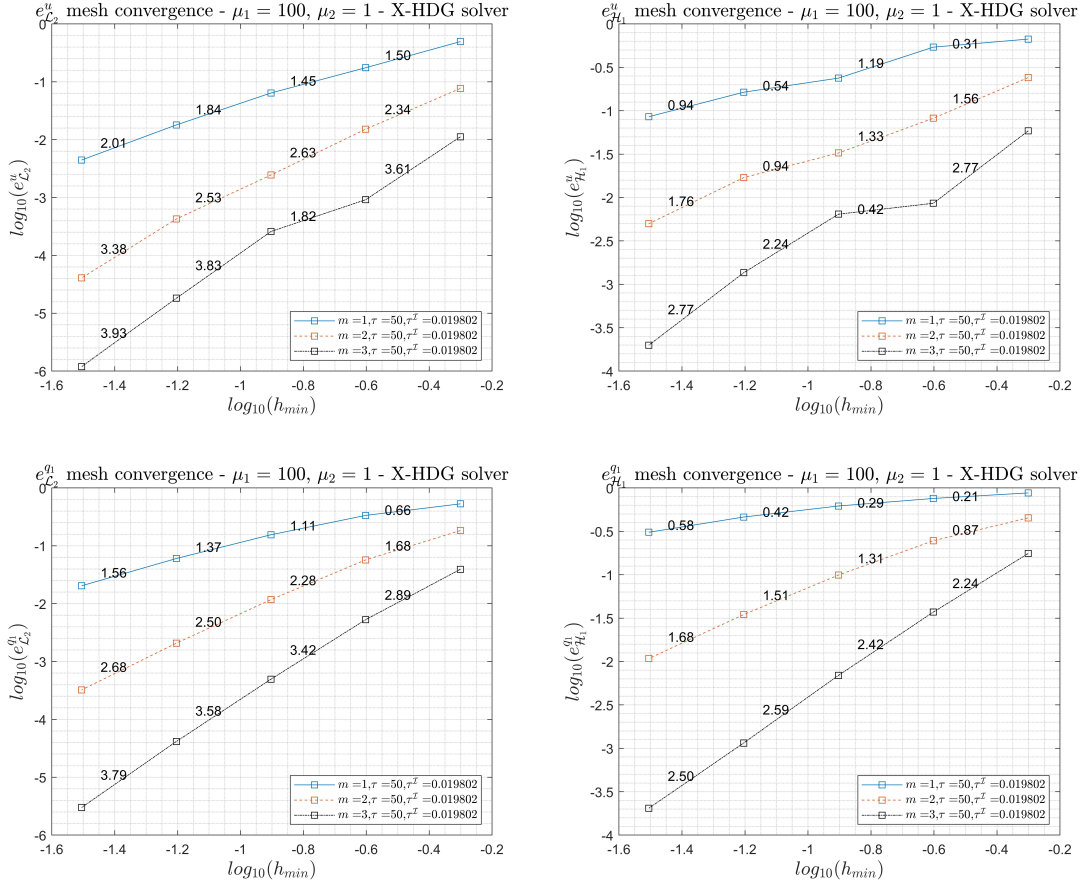 e^u_{L_2} mesh convergence - μ₁ = 100, μ₂ = 1 - X-HDG solver
0
-1
-2
-3
-4
-5
-6
log₁₀(e^u_{L_2})
1.50
1.45
1.84
2.01
2.34
2.63
2.53
3.38
3.61
1.82
3.83
3.93
m =1,τ =50,τ^I =0.019802
m =2,τ =50,τ^I =0.019802
m =3,τ =50,τ^I =0.019802
-1.6 -1.4 -1.2 -1 -0.8 -0.6 -0.4 -0.2
log₁₀(h_min)
e^u_{H_1} mesh convergence - μ₁ = 100, μ₂ = 1 - X-HDG solver
0
-0.5
-1
-1.5
-2
-2.5
-3
-3.5
-4
log₁₀(e^u_{H_1})
0.31
1.19
0.54
0.94
1.56
1.33
0.94
1.76
2.77
0.42
2.24
2.77
m =1,τ =50,τ^I =0.019802
m =2,τ =50,τ^I =0.019802
m =3,τ =50,τ^I =0.019802
-1.6 -1.4 -1.2 -1 -0.8 -0.6 -0.4 -0.2
log₁₀(h_min)
e^{q_1}_{L_2} mesh convergence - μ₁ = 100, μ₂ = 1 - X-HDG solver
0
-1
-2
-3
-4
-5
-6
log₁₀(e^{q_1}_{L_2})
0.66
1.11
1.37
1.56
1.68
2.28
2.50
2.68
2.89
3.42
3.58
3.79
m =1,τ =50,τ^I =0.019802
m =2,τ =50,τ^I =0.019802
m =3,τ =50,τ^I =0.019802
-1.6 -1.4 -1.2 -1 -0.8 -0.6 -0.4 -0.2
log₁₀(h_min)
e^{q_1}_{H_1} mesh convergence - μ₁ = 100, μ₂ = 1 - X-HDG solver
0
-0.5
-1
-1.5
-2
-2.5
-3
-3.5
-4
log₁₀(e^{q_1}_{H_1})
0.21
0.29
0.42
0.58
0.87
1.31
1.51
1.68
2.24
2.42
2.59
2.50
m =1,τ =50,τ^I =0.019802
m =2,τ =50,τ^I =0.019802
m =3,τ =50,τ^I =0.019802
-1.6 -1.4 -1.2 -1 -0.8 -0.6 -0.4 -0.2
log₁₀(h_min)